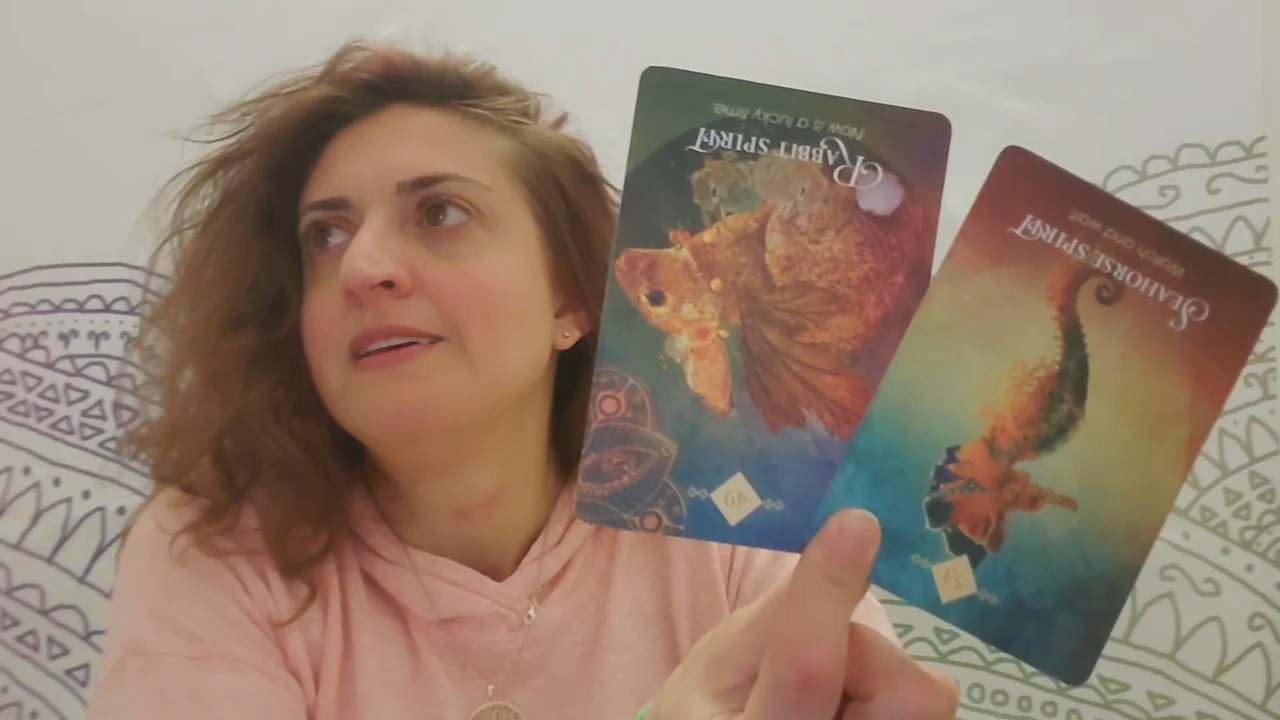 RABBIT SPIRIT
Now is a lucky time.
SEAHORSE SPIRIT
Watch and wait.